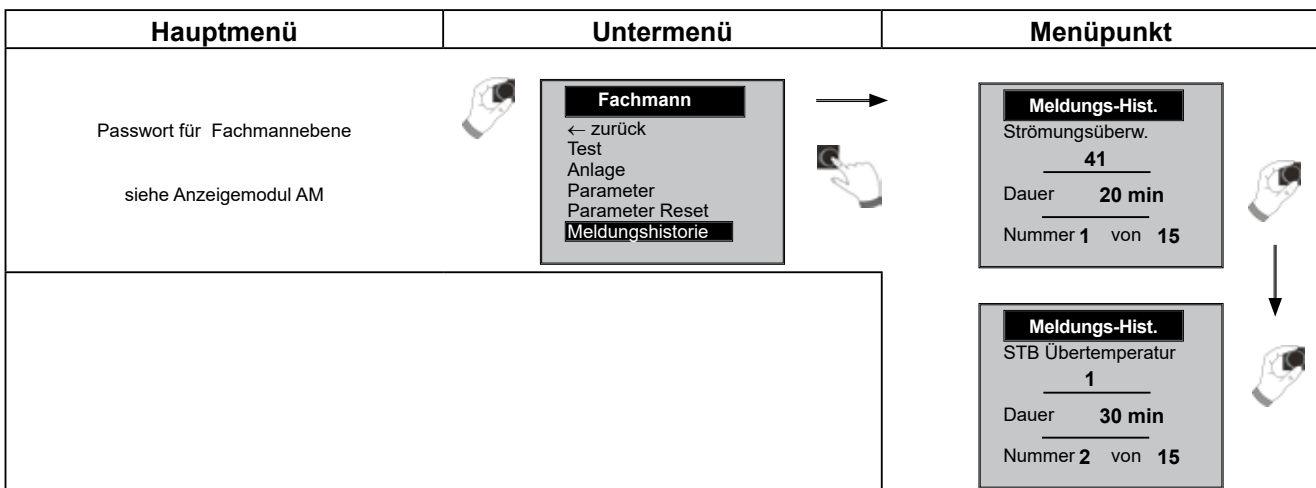 Hauptmenü
Untermenü
Menüpunkt
Passwort für Fachmannebene
siehe Anzeigemodul AM
Fachmann
← zurück
Test
Anlage
Parameter
Parameter Reset
Meldungshistorie
Meldungs-Hist.
Strömungsüberw.
41
Dauer 20 min
Nummer 1 von 15
Meldungs-Hist.
STB Übertemperatur
1
Dauer 30 min
Nummer 2 von 15